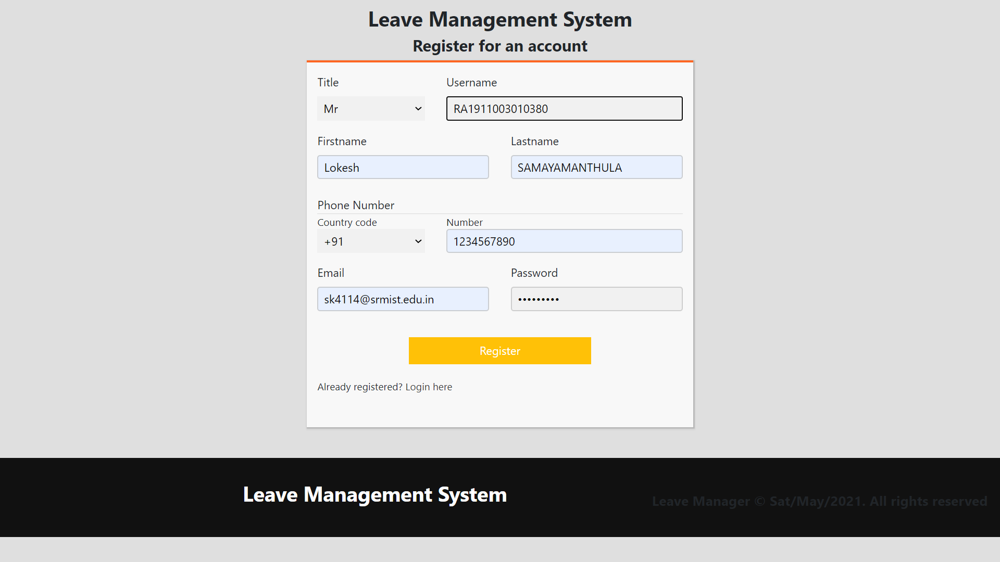 Leave Management System
Register for an account
Title Username
Mr RA1911003010380
Firstname Lastname
Lokesh SAMAYAMANTHULA
Phone Number
Country code Number
+91 1234567890
Email Password
sk4114@srmist.edu.in •••••••••
Register
Already registered? Login here
Leave Management System
Leave Manager © Sat/May/2021. All rights reserved